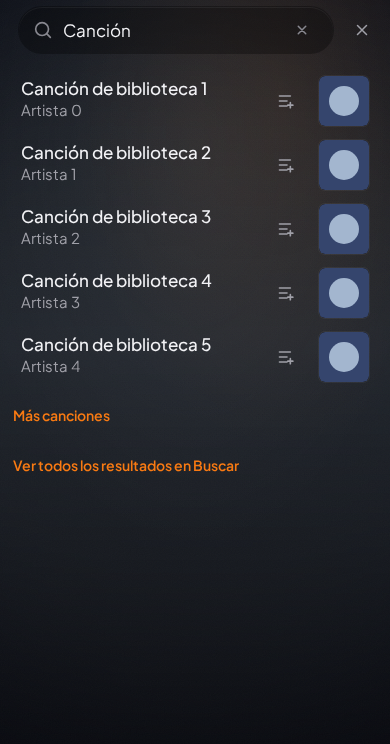 Canción
Canción de biblioteca 1
Artista 0
Canción de biblioteca 2
Artista 1
Canción de biblioteca 3
Artista 2
Canción de biblioteca 4
Artista 3
Canción de biblioteca 5
Artista 4
Más canciones
Ver todos los resultados en Buscar